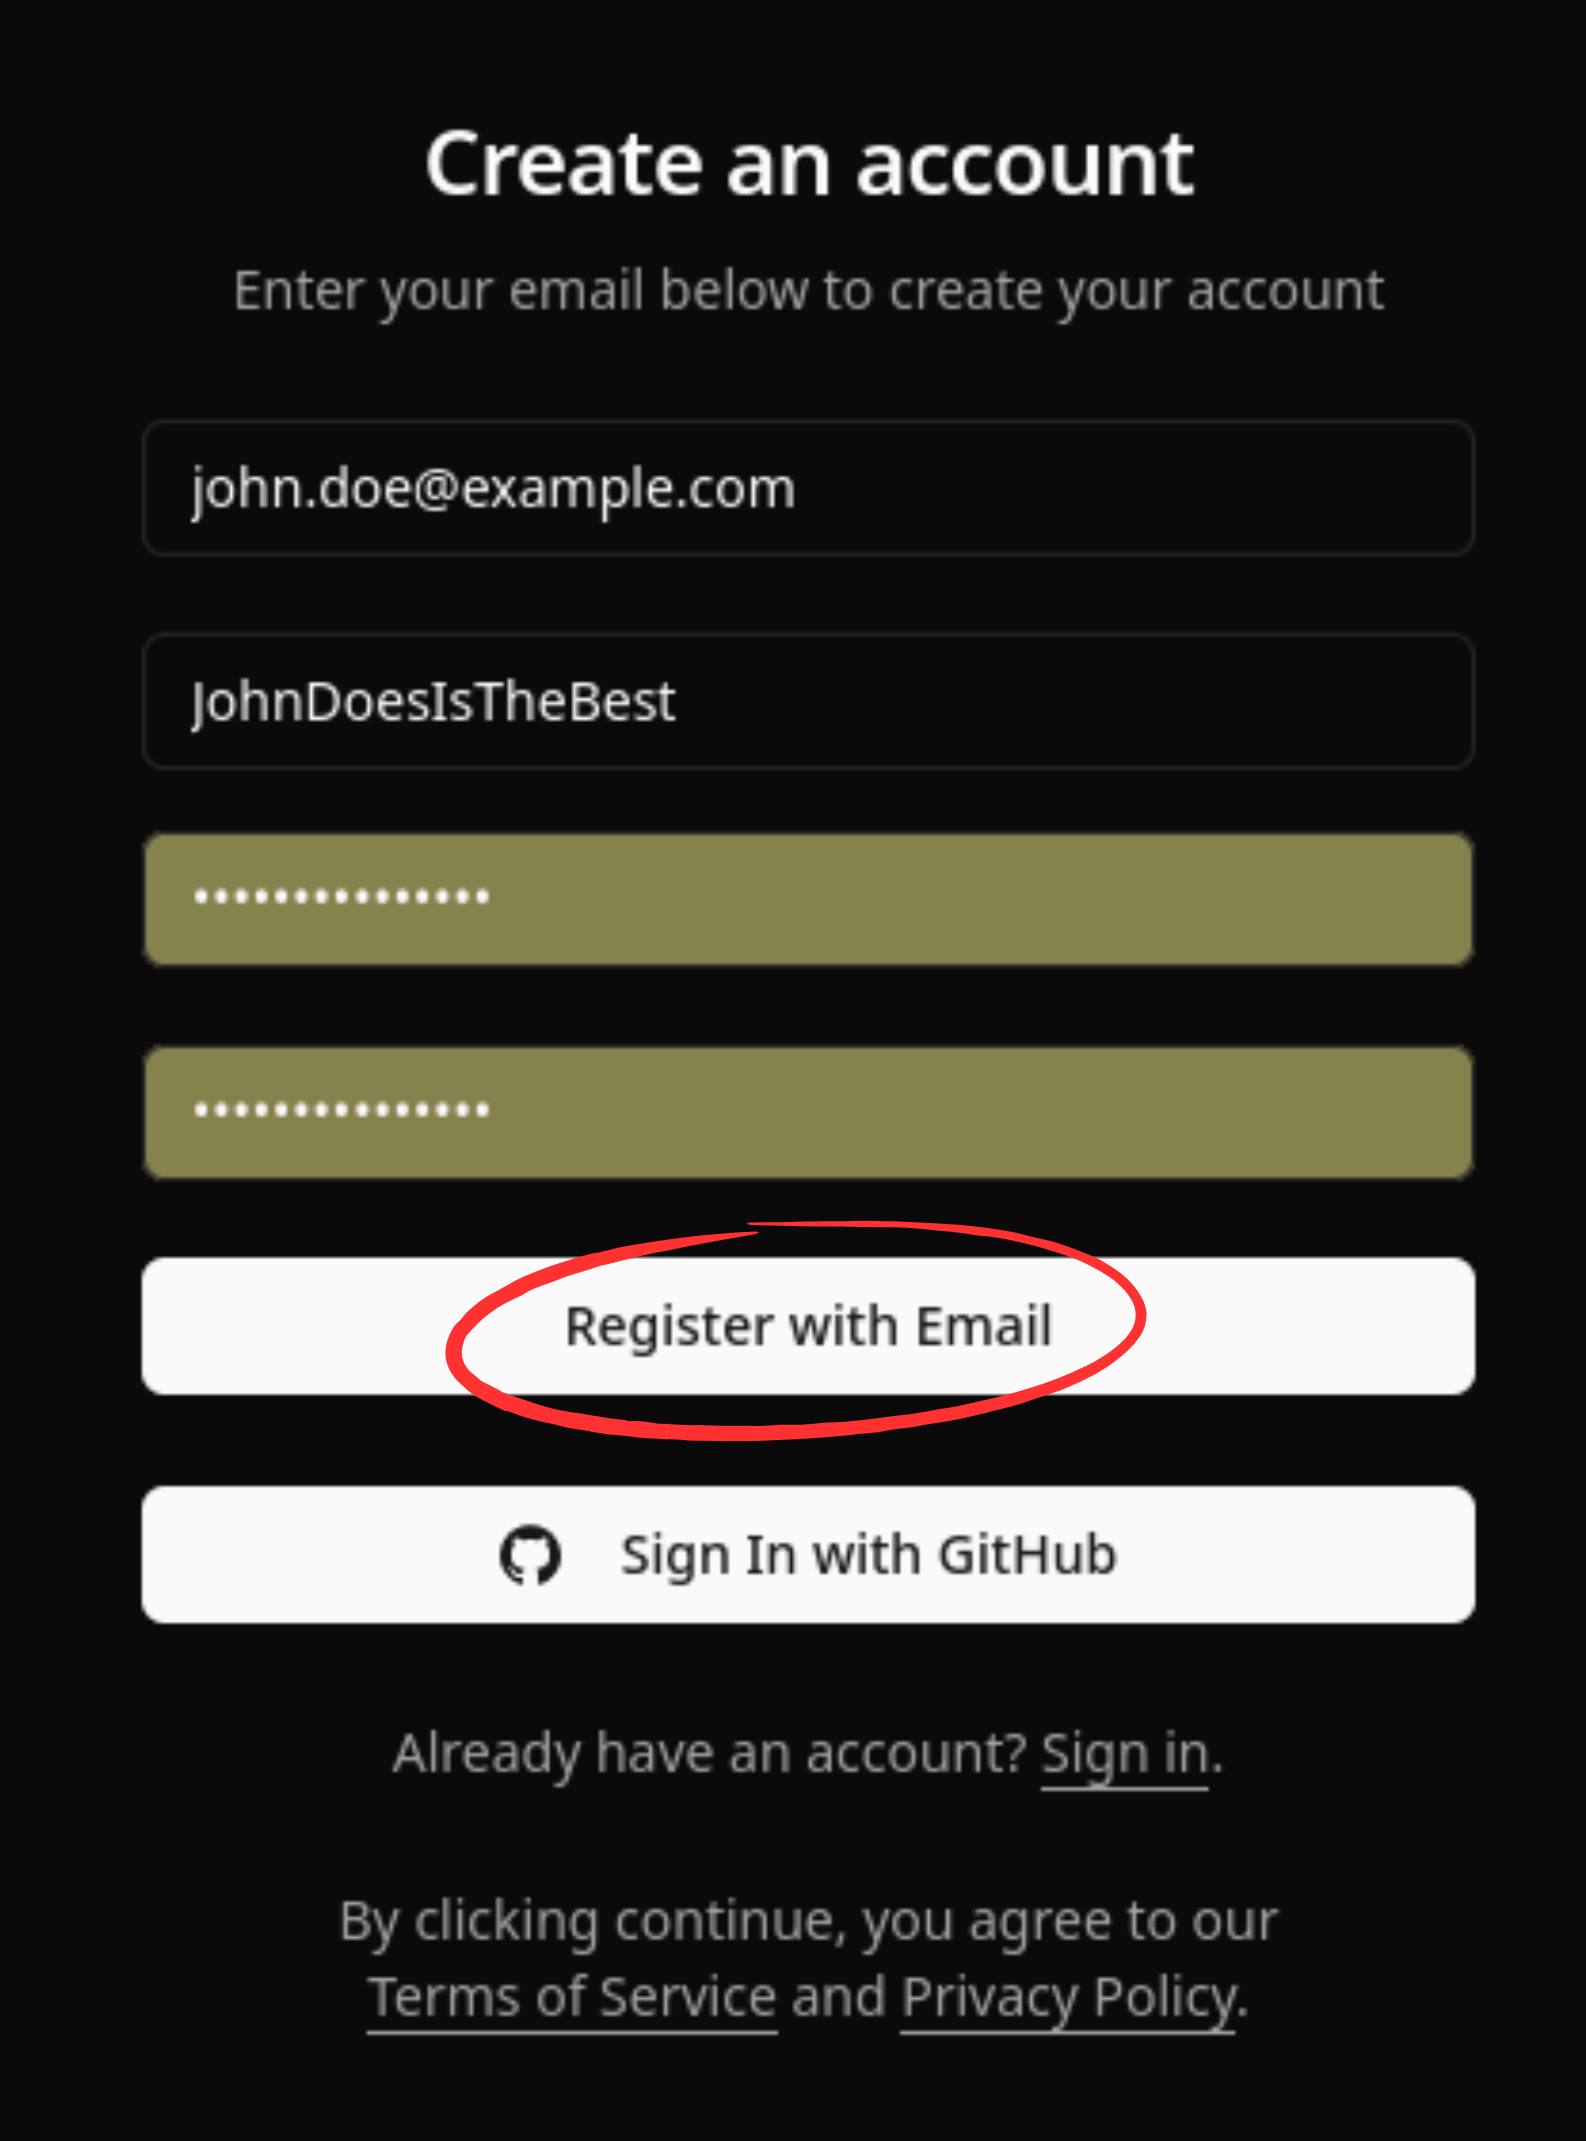 Create an account
Enter your email below to create your account
john.doe@example.com
JohnDoesIsTheBest
•••••••••••••••
•••••••••••••••
Register with Email
Sign In with GitHub
Already have an account? Sign in.
By clicking continue, you agree to our
Terms of Service and Privacy Policy.